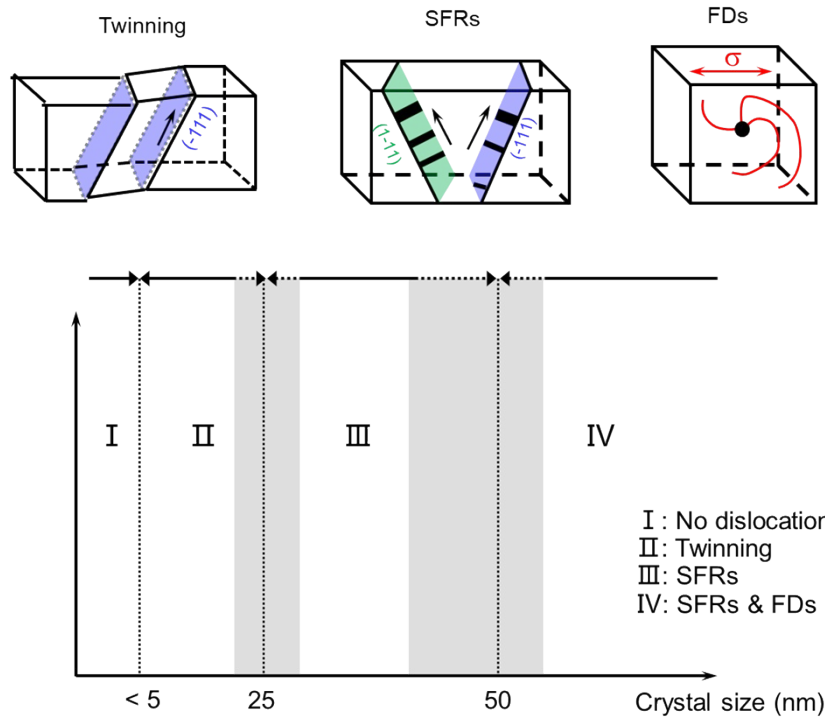 Twinning
SFRs
FDs
(-111)
(1-11)
(-111)
σ
Ⅰ
Ⅱ
Ⅲ
Ⅳ
Ⅰ: No dislocation
Ⅱ: Twinning
Ⅲ: SFRs
Ⅳ: SFRs & FDs
< 5
25
50
Crystal size (nm)